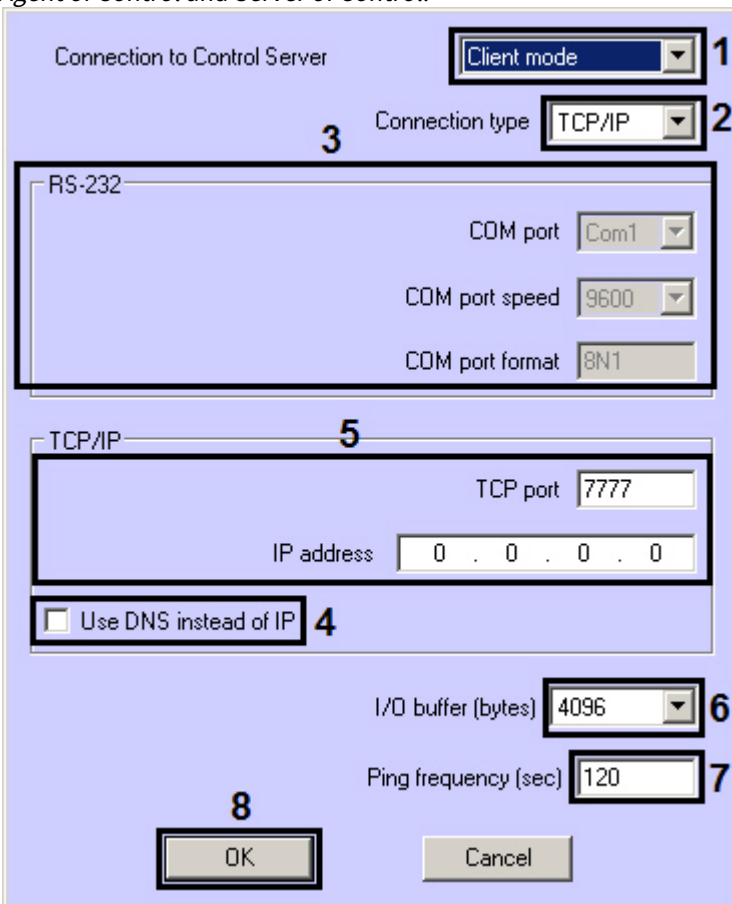 Agent of Control and Server of Control.
Connection to Control Server Client mode 1
Connection type TCP/IP 2
3
RS-232
COM port Com1
COM port speed 9600
COM port format 8N1
5
TCP/IP
TCP port 7777
IP address 0 . 0 . 0 . 0
Use DNS instead of IP 4
I/O buffer (bytes) 4096 6
Ping frequency (sec) 120 7
8
OK Cancel